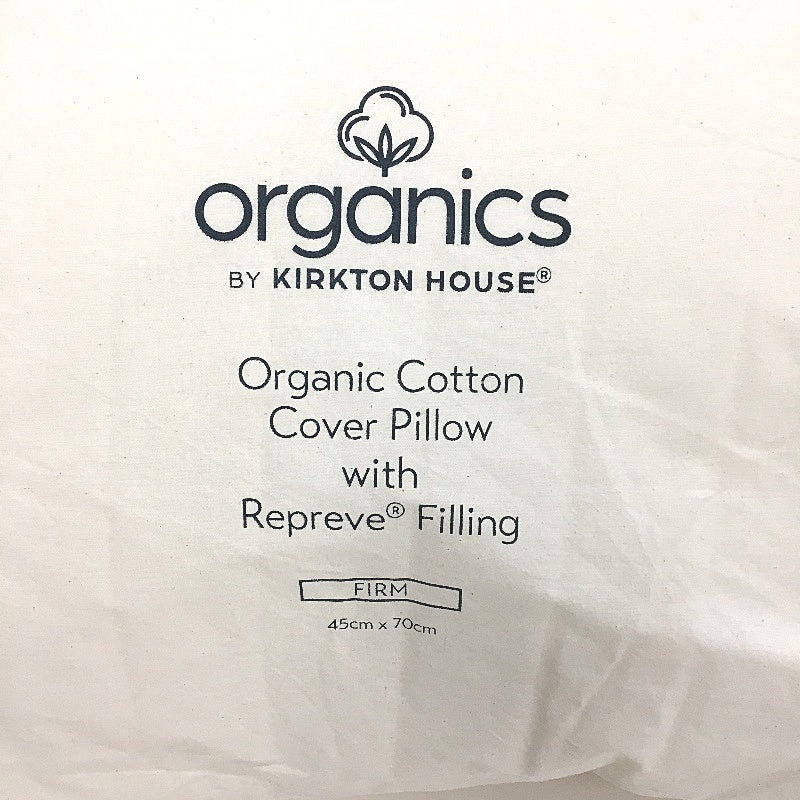 organics
BY KIRKTON HOUSE®
Organic Cotton
Cover Pillow
with
Repreve® Filling
FIRM
45cm x 70cm